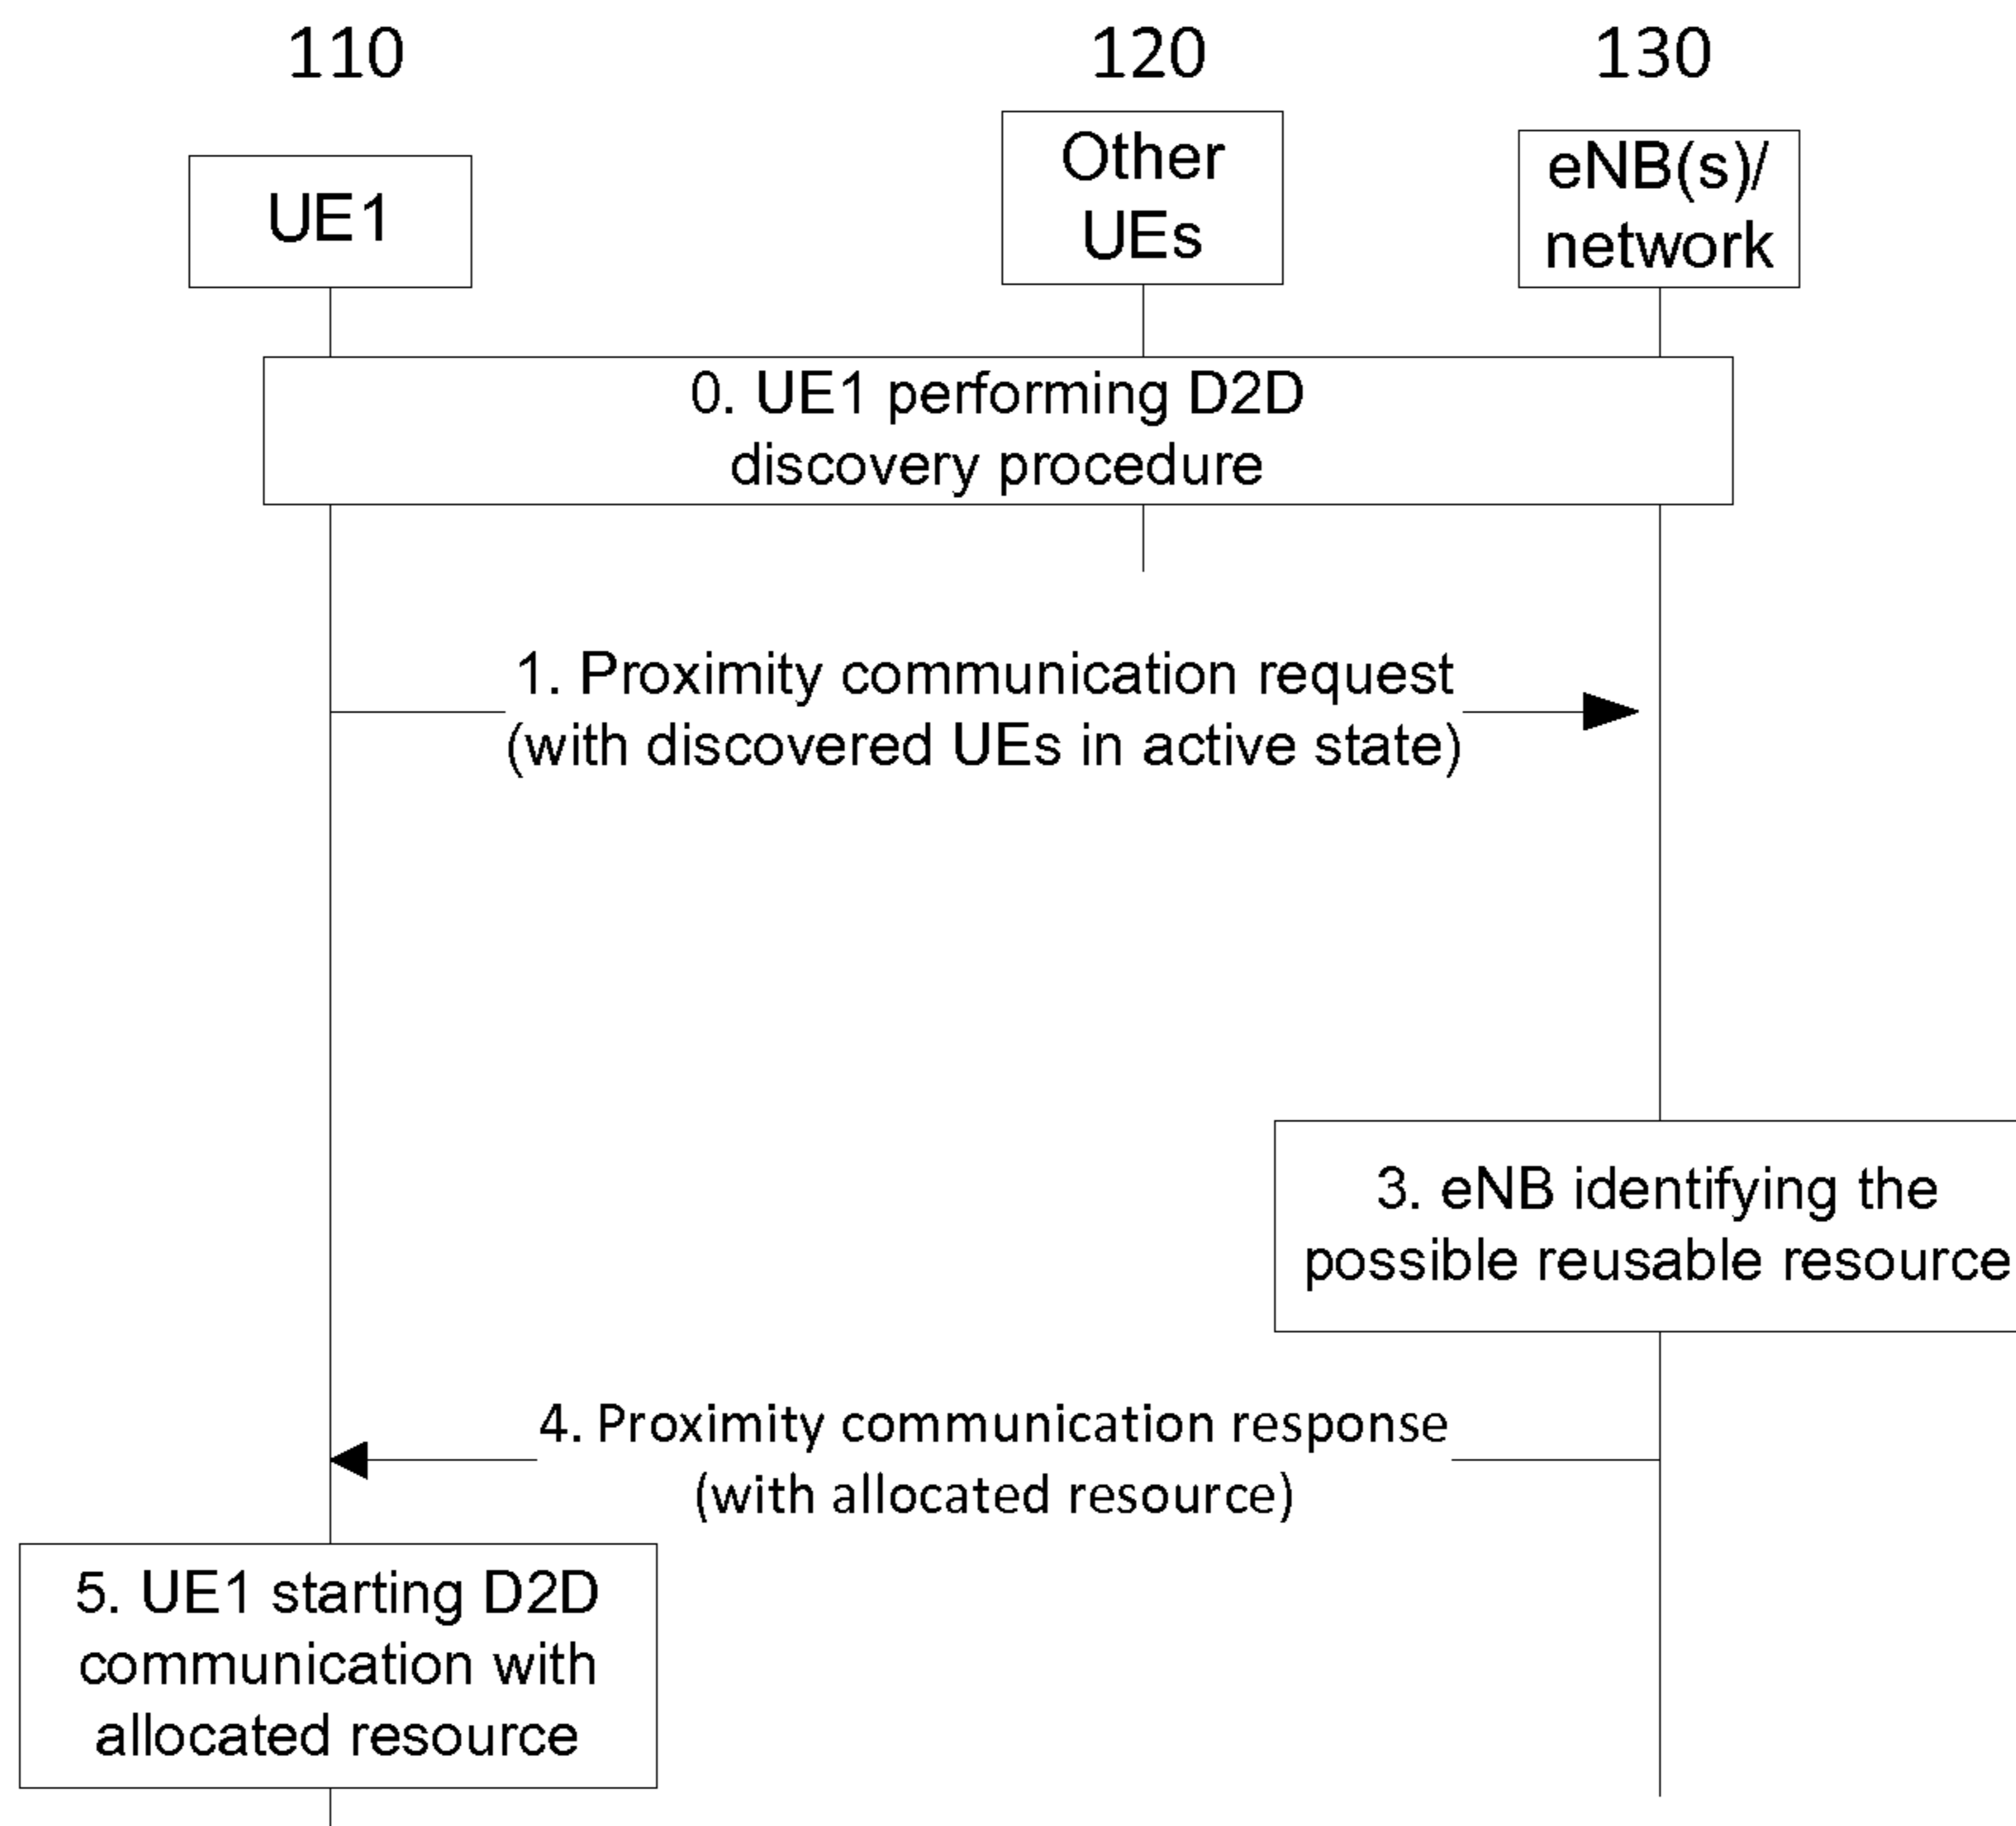 110
120
130
UE1
Other
UEs
eNB(s)/
network
0. UE1 performing D2D
discovery procedure
1. Proximity communication request
(with discovered UEs in active state)
3. eNB identifying the
possible reusable resource
4. Proximity communication response
(with allocated resource)
5. UE1 starting D2D
communication with
allocated resource